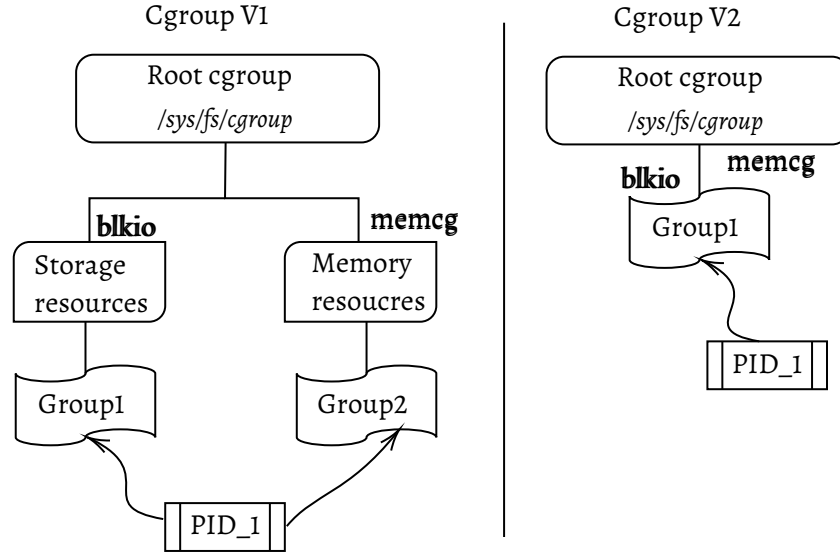 Cgroup V1
Root cgroup
/sys/fs/cgroup
blkio
memcg
Storage
resources
Memory
resoucres
Group1
Group2
PID_1
Cgroup V2
Root cgroup
/sys/fs/cgroup
blkio
memcg
Group1
PID_1